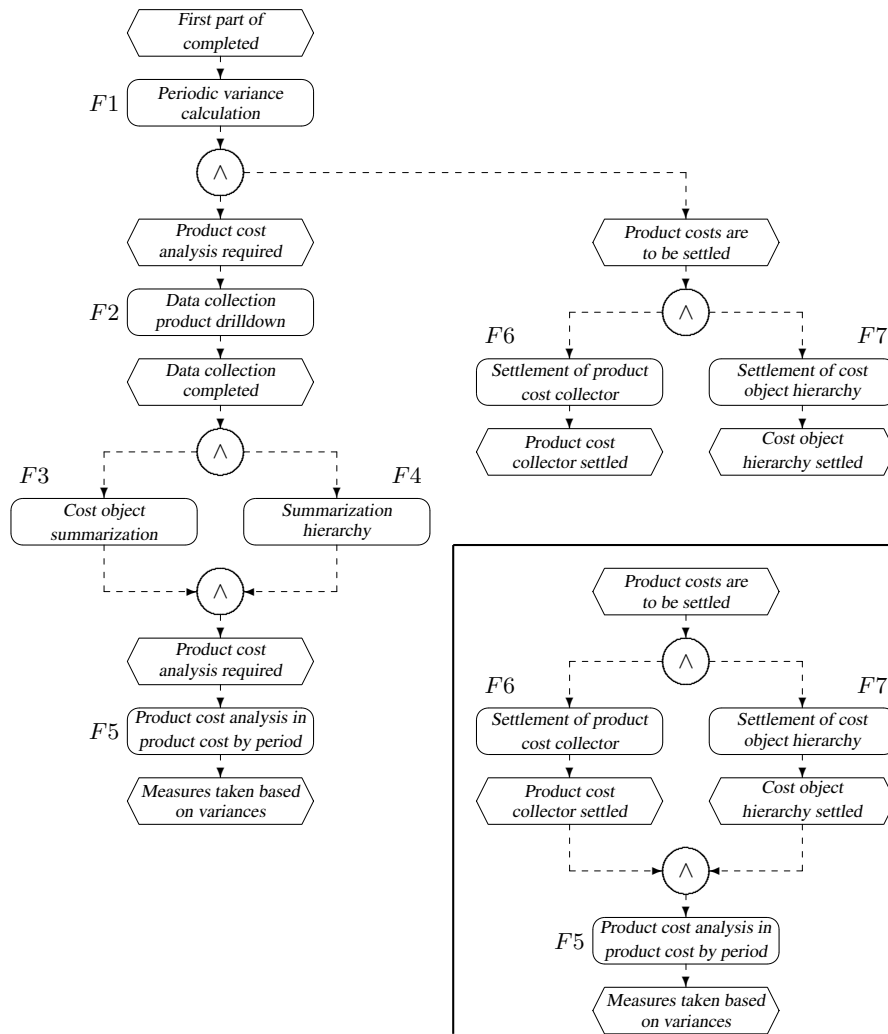 First part of
completed
F1
Periodic variance
calculation
∧
Product cost
analysis required
F2
Data collection
product drilldown
Data collection
completed
∧
F3
Cost object
summarization
F4
Summarization
hierarchy
∧
Product cost
analysis required
F5
Product cost analysis in
product cost by period
Measures taken based
on variances
Product costs are
to be settled
∧
F6
Settlement of product
cost collector
F7
Settlement of cost
object hierarchy
Product cost
collector settled
Cost object
hierarchy settled
Product costs are
to be settled
∧
F6
Settlement of product
cost collector
F7
Settlement of cost
object hierarchy
Product cost
collector settled
Cost object
hierarchy settled
∧
F5
Product cost analysis in
product cost by period
Measures taken based
on variances